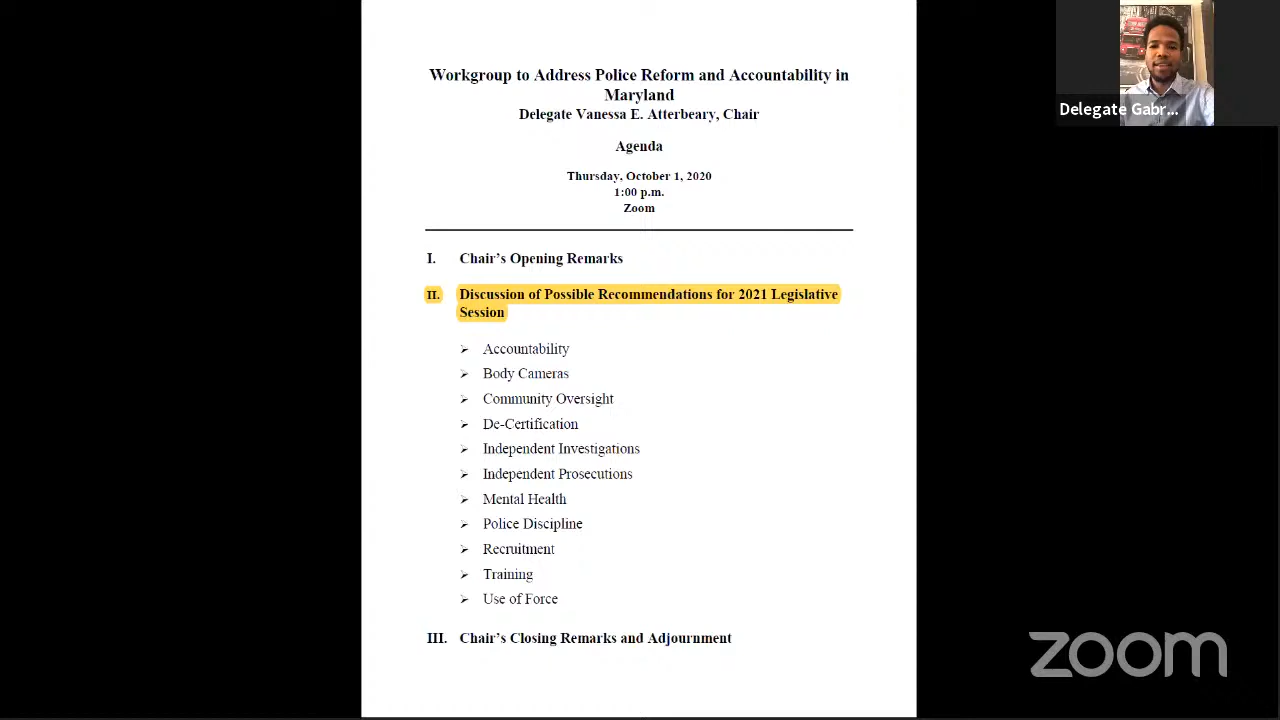 Workgroup to Address Police Reform and Accountability in
Maryland
Delegate Vanessa E. Atterbeary, Chair
Agenda
Thursday, October 1, 2020
1:00 p.m.
Zoom
I. Chair's Opening Remarks
II. Discussion of Possible Recommendations for 2021 Legislative
Session
➢ Accountability
➢ Body Cameras
➢ Community Oversight
➢ De-Certification
➢ Independent Investigations
➢ Independent Prosecutions
➢ Mental Health
➢ Police Discipline
➢ Recruitment
➢ Training
➢ Use of Force
III. Chair's Closing Remarks and Adjournment
Delegate Gabr...
zoom